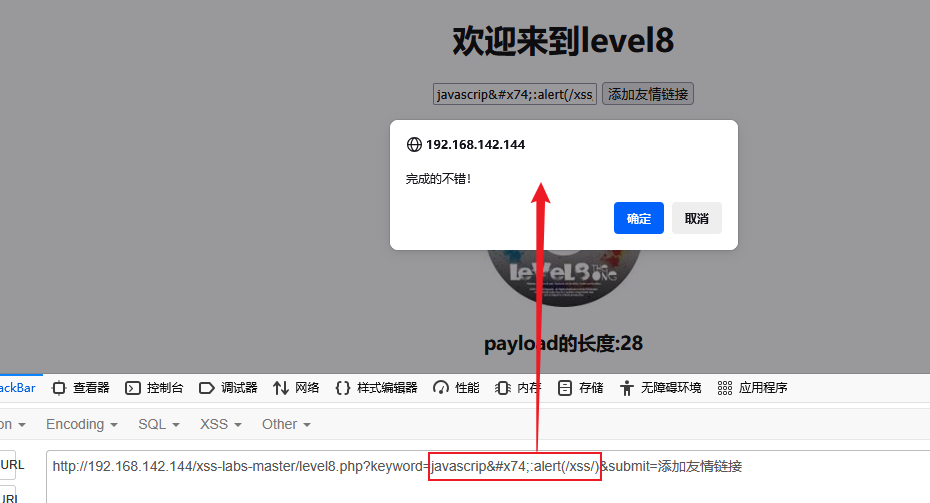 欢迎来到level8
javascrip&#x74;:alert(/xss
添加友情链接
192.168.142.144
完成的不错！
确定
取消
LeVeL8 THE ONE
payload的长度:28
ackBar 查看器 控制台 调试器 网络 样式编辑器 性能 内存 存储 无障碍环境 应用程序
on Encoding SQL XSS Other
URL
http://192.168.142.144/xss-labs-master/level8.php?keyword=javascrip&#x74;:alert(/xss/)&submit=添加友情链接
URL